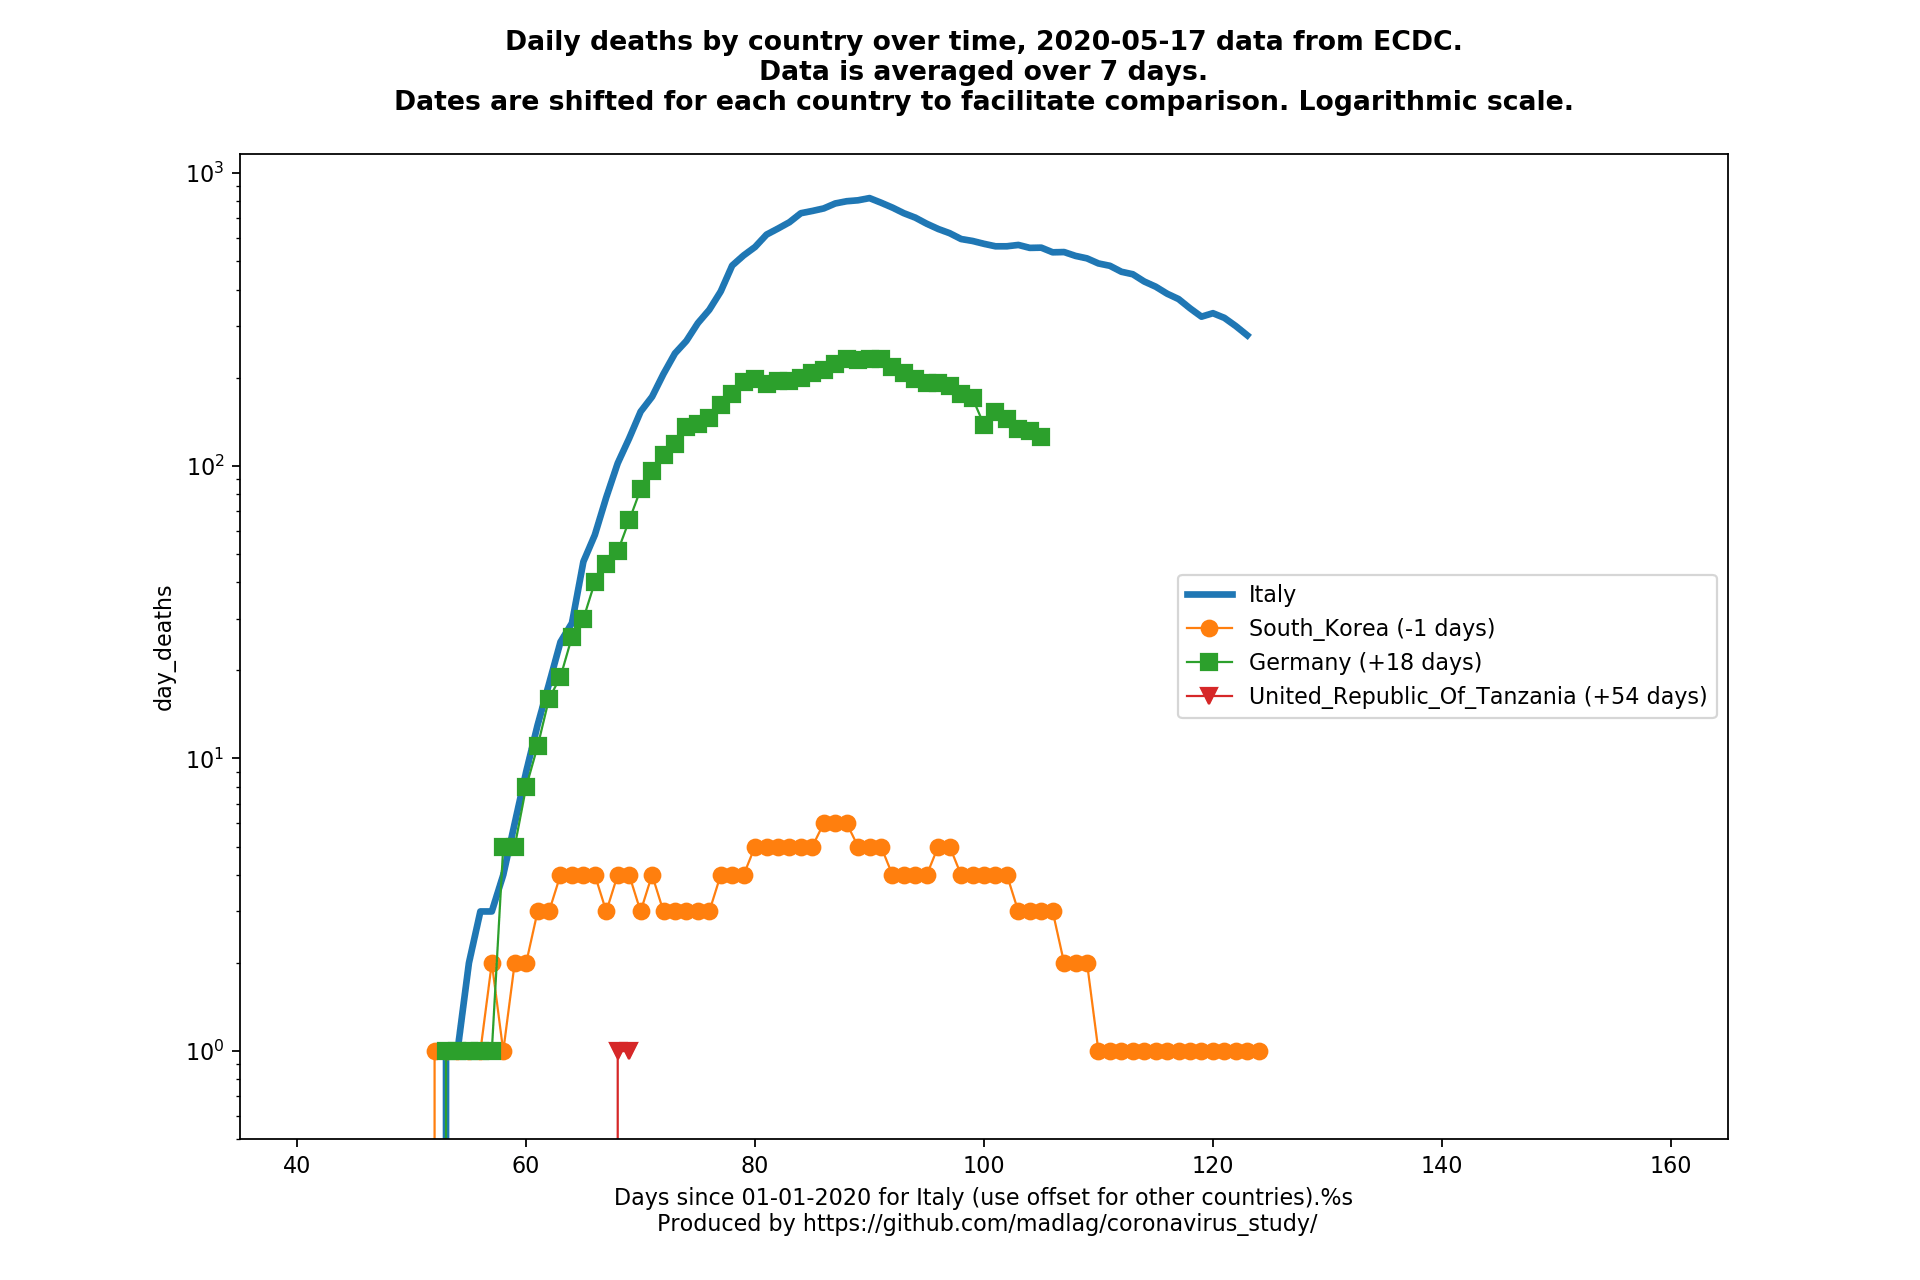 Daily deaths by country over time, 2020-05-17 data from ECDC.
Data is averaged over 7 days.
Dates are shifted for each country to facilitate comparison. Logarithmic scale.
10³
10²
10¹
10⁰
day_deaths
Italy
South_Korea (-1 days)
Germany (+18 days)
United_Republic_Of_Tanzania (+54 days)
40 60 80 100 120 140 160
Days since 01-01-2020 for Italy (use offset for other countries).%s
Produced by https://github.com/madlag/coronavirus_study/